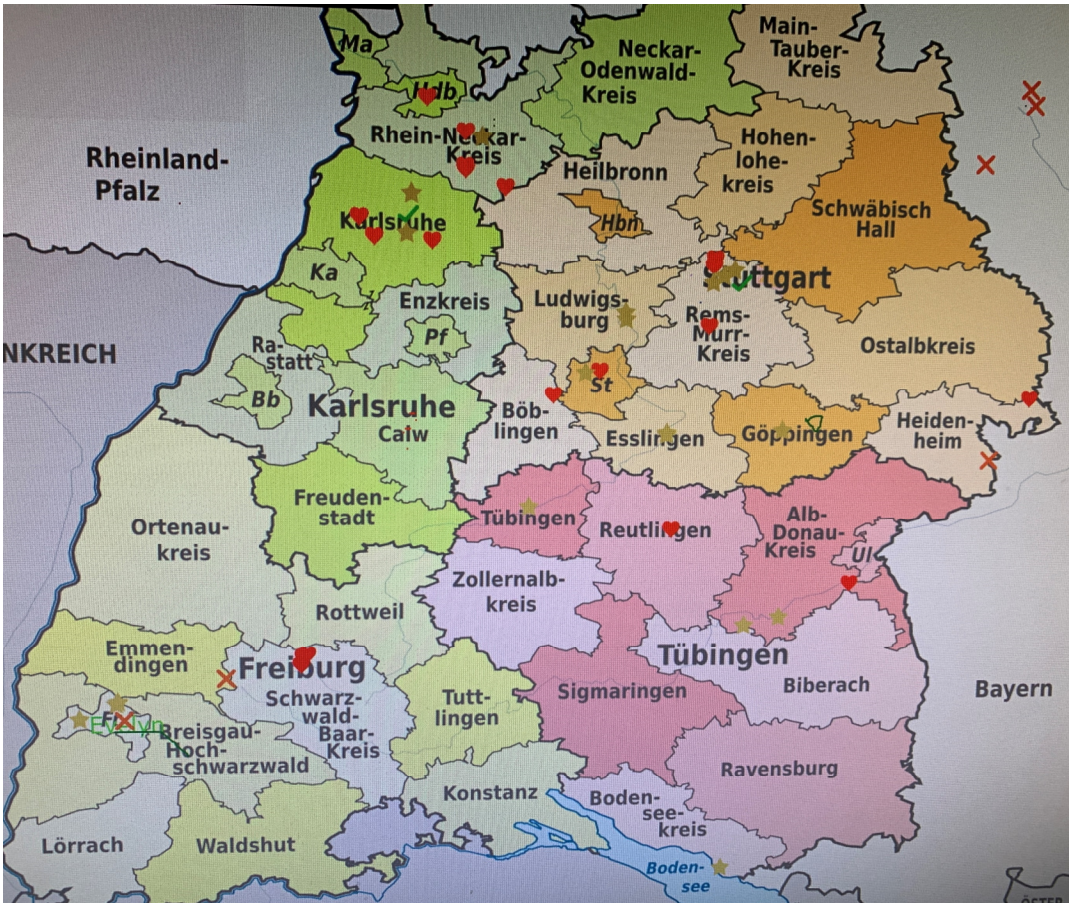 Ma
Hdb
Neckar-
Odenwald-
Kreis
Main-
Tauber-
Kreis
Rheinland-
Pfalz
Rhein-Neckar-
Kreis
Heilbronn
Hohen-
lohe-
kreis
Schwäbisch
Hall
Karlsruhe
Hbn
Ka
Stuttgart
NKREICH
Enzkreis
Pf
Ludwigs-
burg
Rems-
Murr-
Kreis
Ostalbkreis
Ra-
statt
Bb
Karlsruhe
Calw
St
Böb-
lingen
Esslingen
Göppingen
Heiden-
heim
Ortenau-
kreis
Freuden-
stadt
Tübingen
Reutlingen
Alb-
Donau-
Kreis
Ul
Zollernalb-
kreis
Rottweil
Emmen-
dingen
Freiburg
Schwarz-
wald-
Baar-
Kreis
Tutt-
lingen
Tübingen
Sigmaringen
Biberach
Bayern
Breisgau-
Hoch-
schwarzwald
Konstanz
Boden-
see-
kreis
Ravensburg
Lörrach
Waldshut
Boden-
see